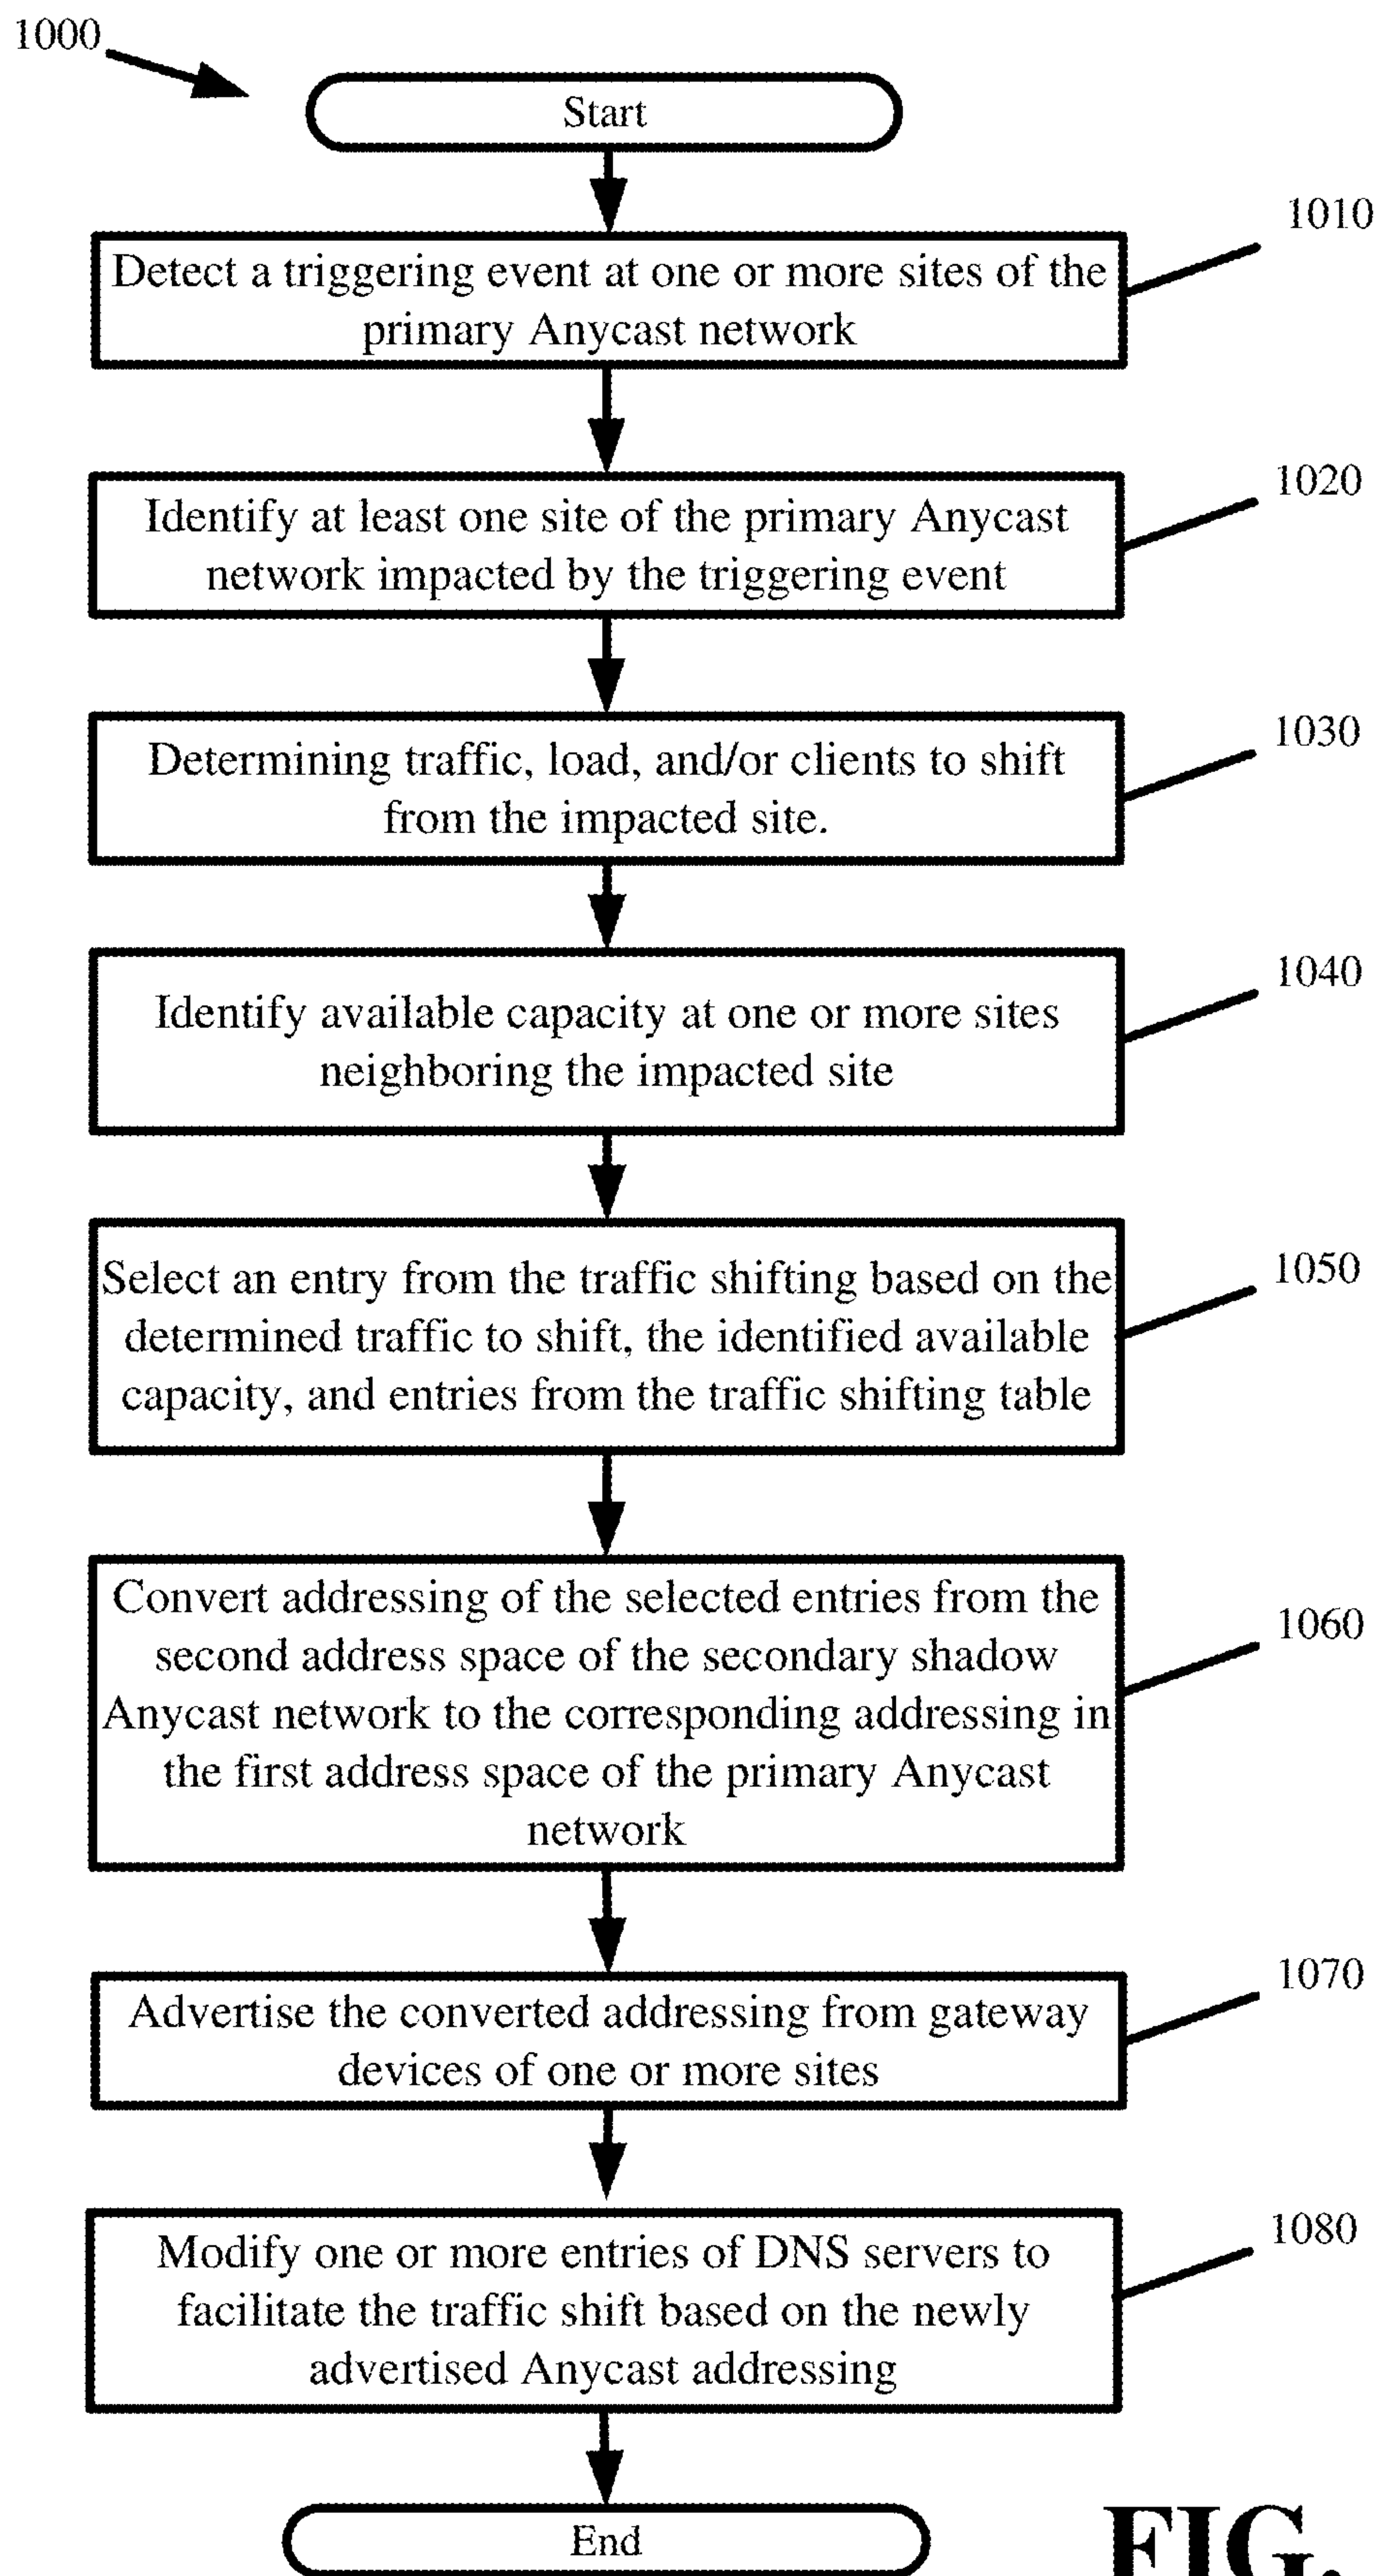 1000
Start
1010
Detect a triggering event at one or more sites of the
primary Anycast network
1020
Identify at least one site of the primary Anycast
network impacted by the triggering event
1030
Determining traffic, load, and/or clients to shift
from the impacted site.
1040
Identify available capacity at one or more sites
neighboring the impacted site
1050
Select an entry from the traffic shifting based on the
determined traffic to shift, the identified available
capacity, and entries from the traffic shifting table
1060
Convert addressing of the selected entries from the
second address space of the secondary shadow
Anycast network to the corresponding addressing in
the first address space of the primary Anycast
network
1070
Advertise the converted addressing from gateway
devices of one or more sites
1080
Modify one or more entries of DNS servers to
facilitate the traffic shift based on the newly
advertised Anycast addressing
End
FIG.